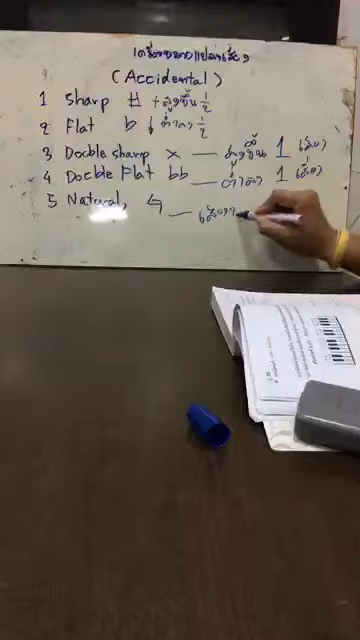 เครื่องหมายแปลงเสียง
(Accidental)
1 Sharp # + สูงขึ้น ½
2 Flat b ↓ ต่ำลง ½
3 Double sharp x — สูงขึ้น 1 เสียง
4 Double Flat bb — ต่ำลง 1 เสียง
5 Natural, ♮ —